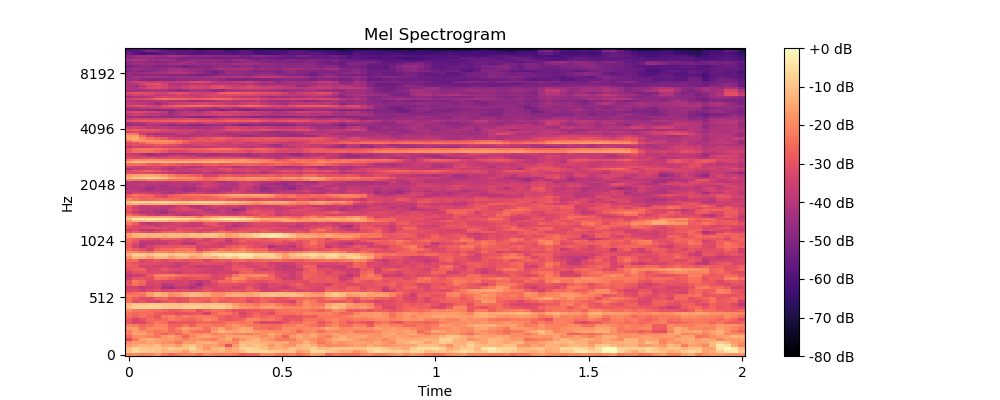 Mel Spectrogram
Hz
8192
4096
2048
1024
512
0
0
0.5
1
1.5
2
Time
+0 dB
-10 dB
-20 dB
-30 dB
-40 dB
-50 dB
-60 dB
-70 dB
-80 dB